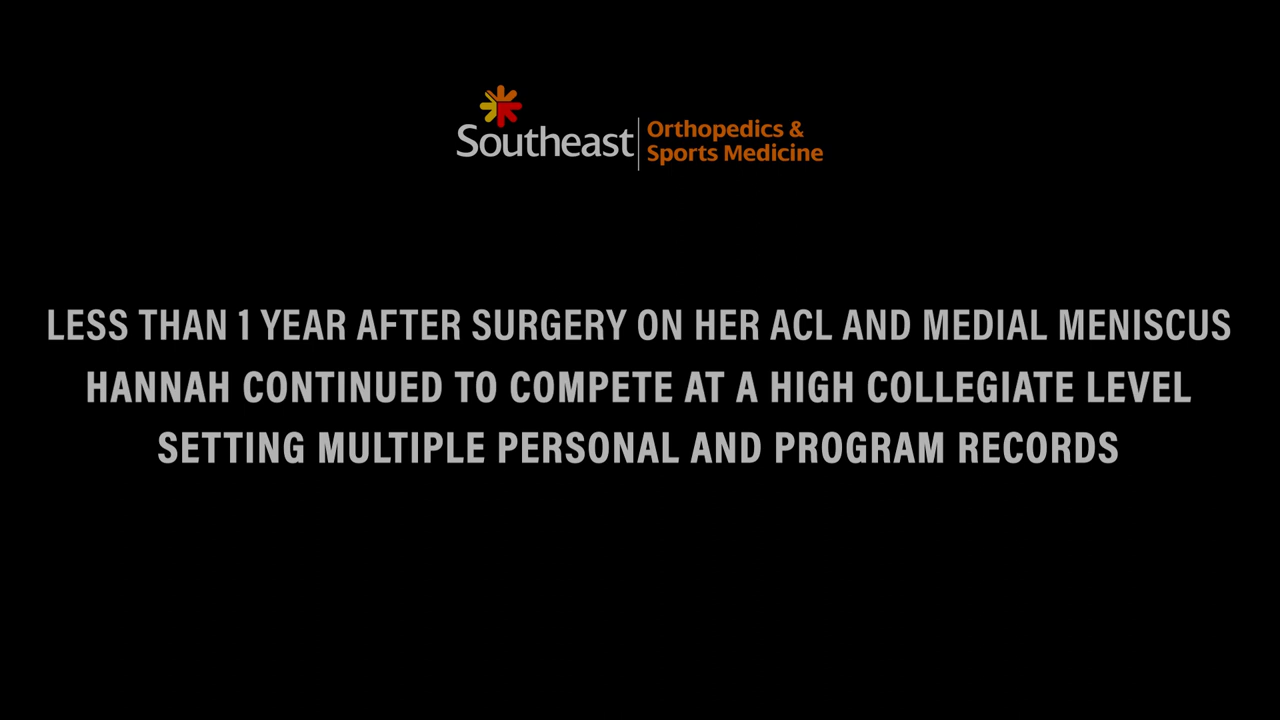 Southeast
Orthopedics &
Sports Medicine
LESS THAN 1 YEAR AFTER SURGERY ON HER ACL AND MEDIAL MENISCUS
HANNAH CONTINUED TO COMPETE AT A HIGH COLLEGIATE LEVEL
SETTING MULTIPLE PERSONAL AND PROGRAM RECORDS